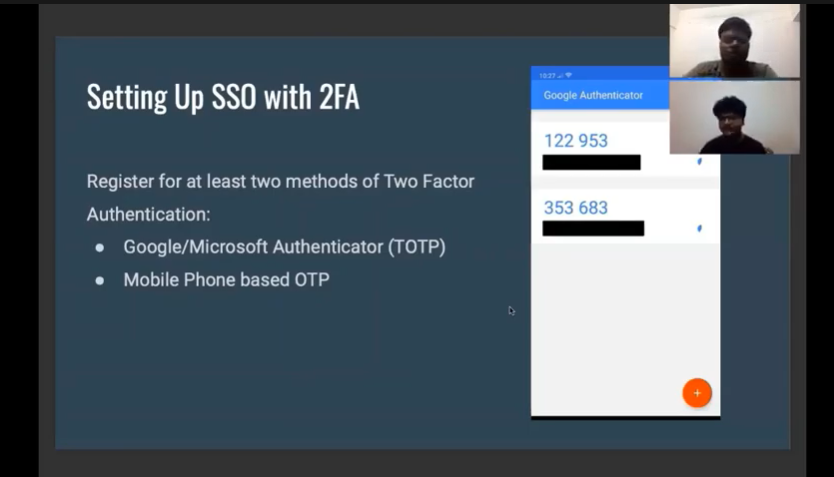 Setting Up SSO with 2FA
Register for at least two methods of Two Factor
Authentication:
● Google/Microsoft Authenticator (TOTP)
● Mobile Phone based OTP
10:27
Google Authenticator
122 953
353 683
+